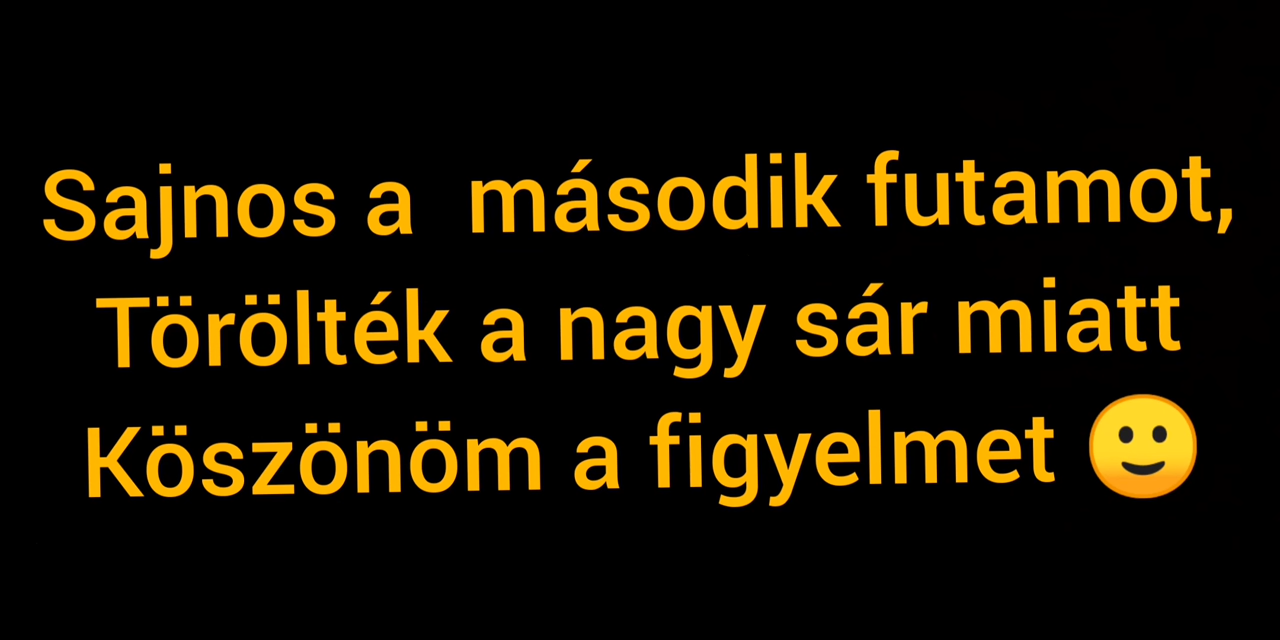 Sajnos a  második futamot,
Törölték a nagy sár miatt
Köszönöm a figyelmet 🙂